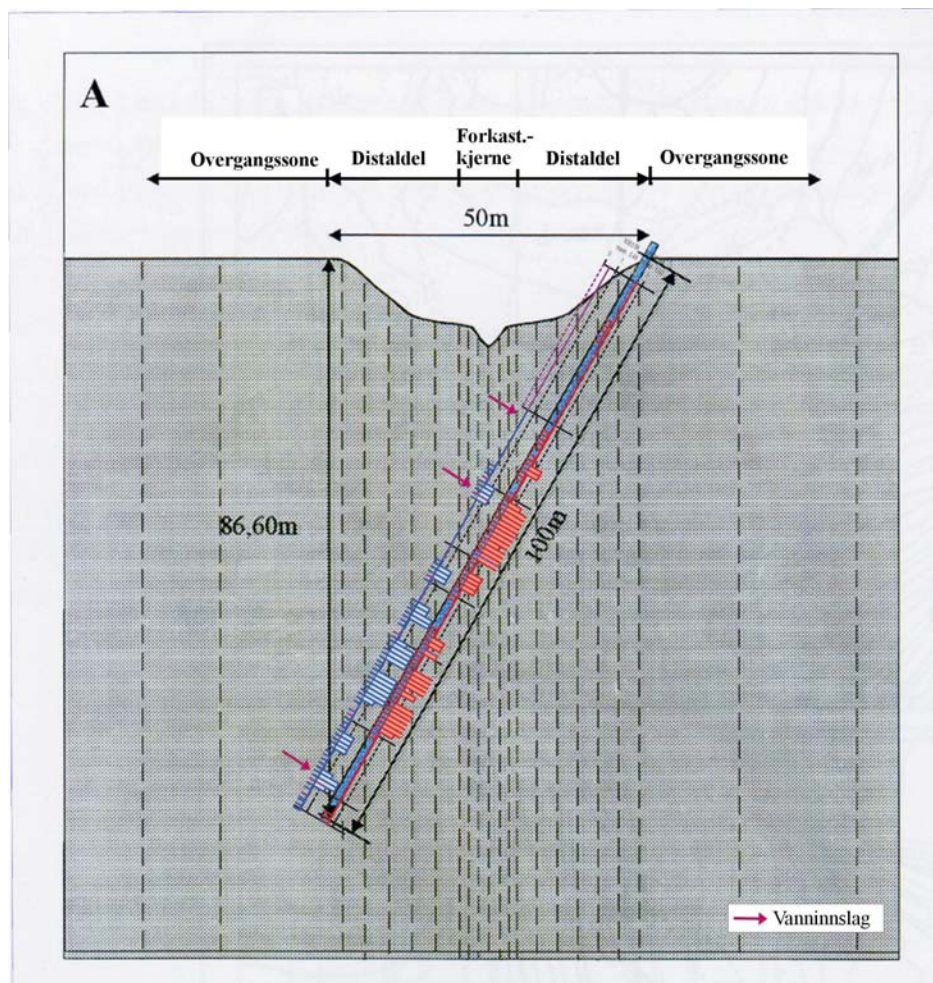 A
Forkast.-
Overgangssone Distaldel kjerne Distaldel Overgangssone
50m
86,60m
100m
Vanninnslag